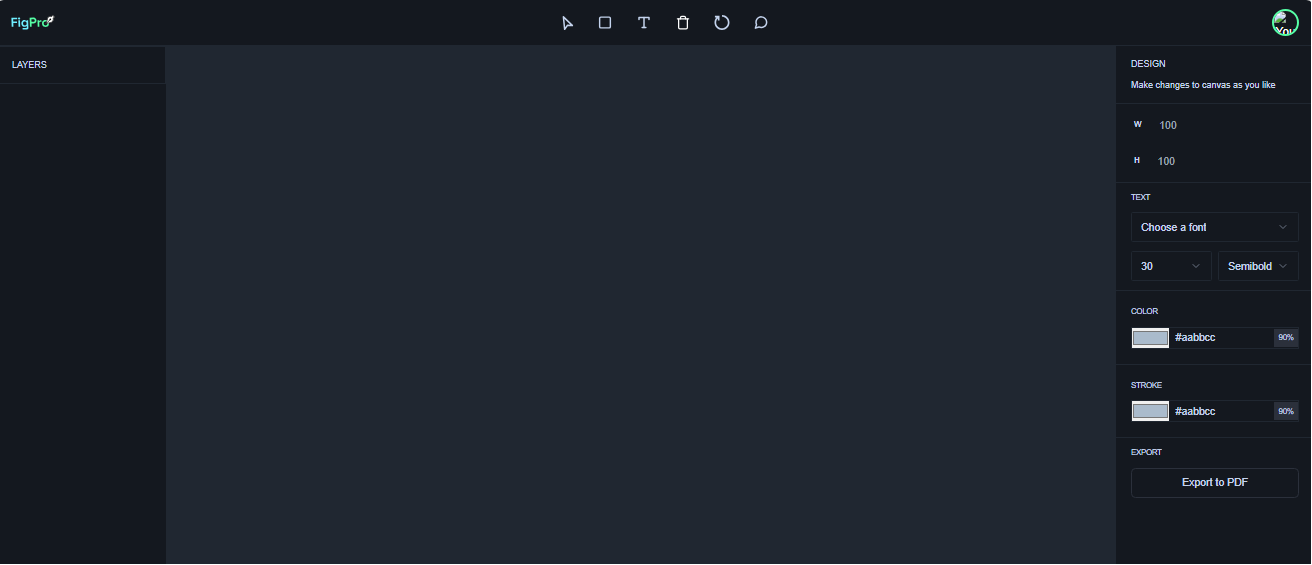 FigPro
You
LAYERS
DESIGN
Make changes to canvas as you like
W 100
H 100
TEXT
Choose a font
30 Semibold
COLOR
#aabbcc 90%
STROKE
#aabbcc 90%
EXPORT
Export to PDF